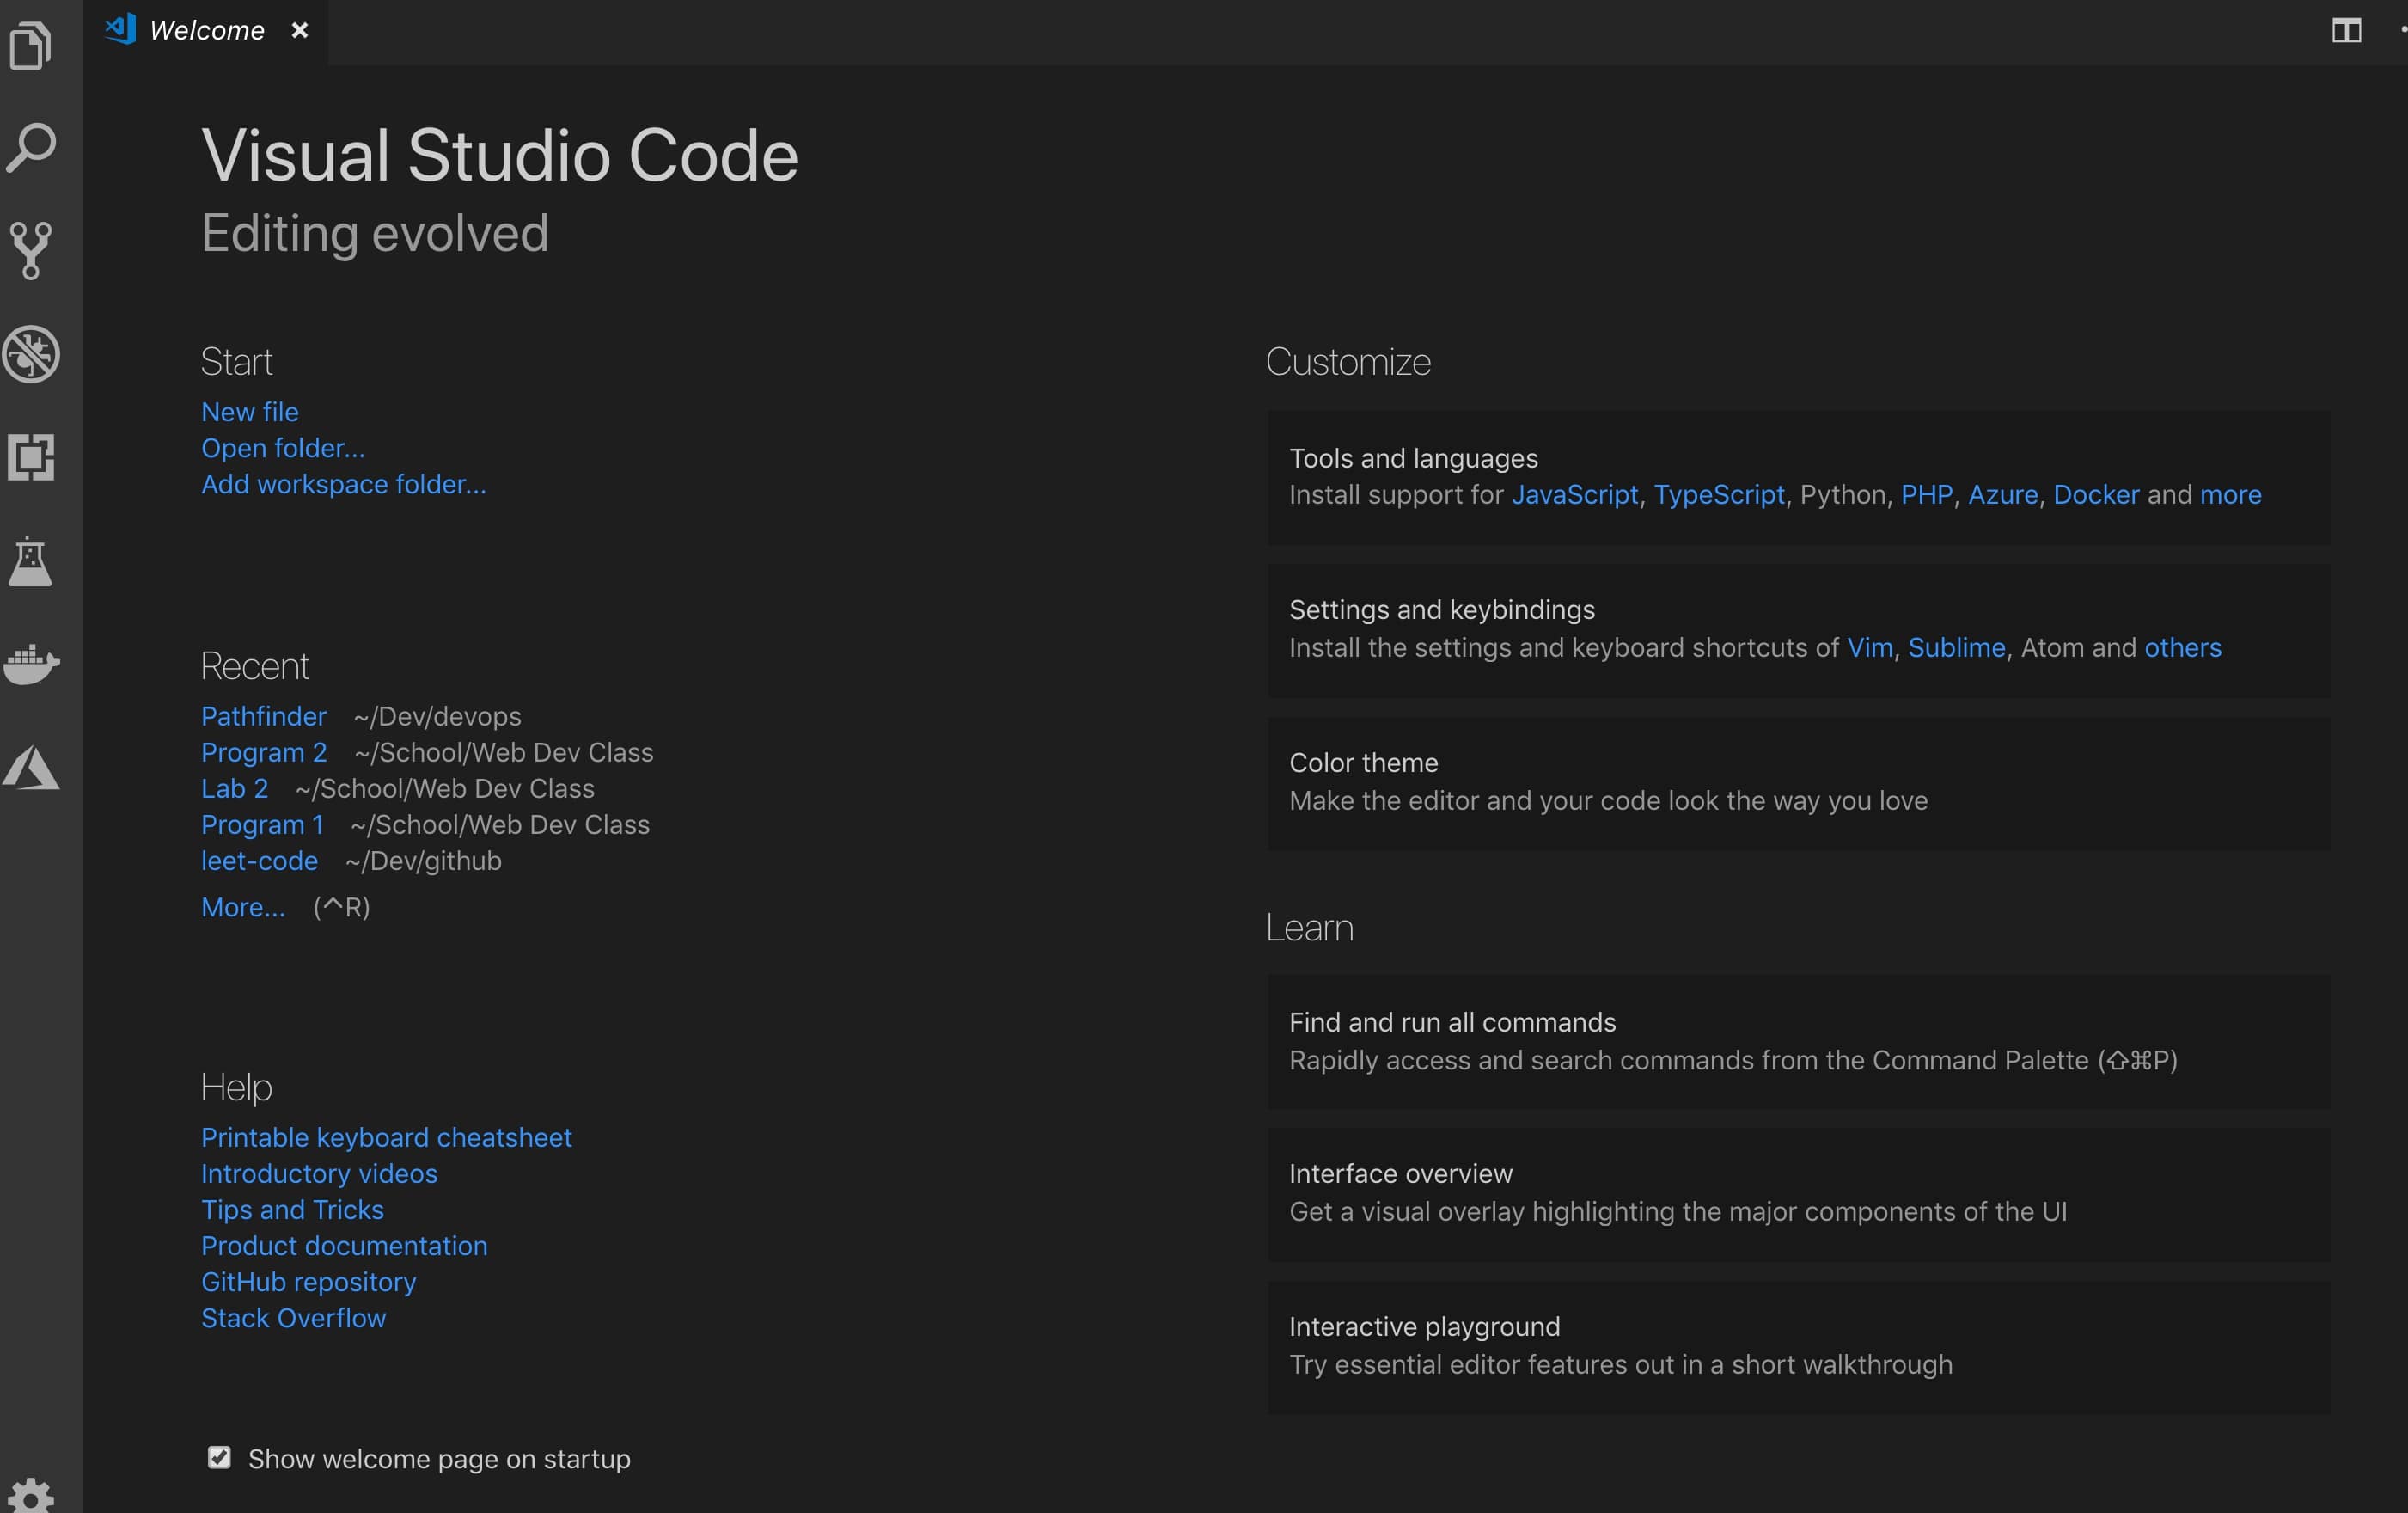 Welcome
Visual Studio Code
Editing evolved
Start
New file
Open folder...
Add workspace folder...
Recent
Pathfinder ~/Dev/devops
Program 2 ~/School/Web Dev Class
Lab 2 ~/School/Web Dev Class
Program 1 ~/School/Web Dev Class
leet-code ~/Dev/github
More... (^R)
Help
Printable keyboard cheatsheet
Introductory videos
Tips and Tricks
Product documentation
GitHub repository
Stack Overflow
Show welcome page on startup
Customize
Tools and languages
Install support for JavaScript, TypeScript, Python, PHP, Azure, Docker and more
Settings and keybindings
Install the settings and keyboard shortcuts of Vim, Sublime, Atom and others
Color theme
Make the editor and your code look the way you love
Learn
Find and run all commands
Rapidly access and search commands from the Command Palette (⇧⌘P)
Interface overview
Get a visual overlay highlighting the major components of the UI
Interactive playground
Try essential editor features out in a short walkthrough